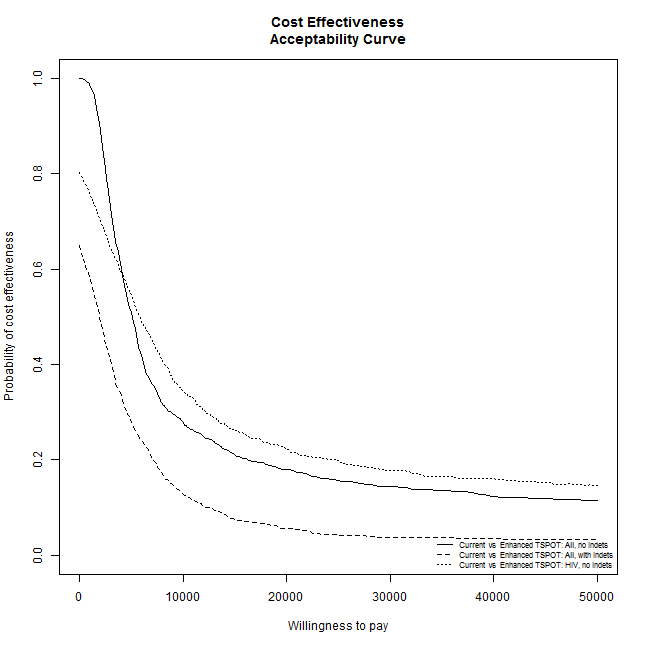 Cost Effectiveness
Acceptability Curve
Probability of cost effectiveness
1.0
0.8
0.6
0.4
0.2
0.0
0
10000
20000
30000
40000
50000
Willingness to pay
Current vs Enhanced TSPOT: All, no Indets
Current vs Enhanced TSPOT: All, with Indets
Current vs Enhanced TSPOT: HIV, no Indets